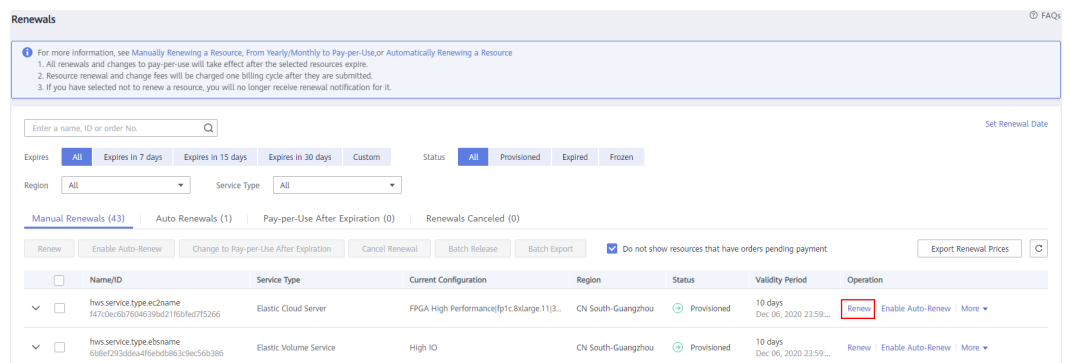 FAQs
Renewals
For more information, see Manually Renewing a Resource, From Yearly/Monthly to Pay-per-Use,or Automatically Renewing a Resource
1. All renewals and changes to pay-per-use will take effect after the selected resources expire.
2. Resource renewal and change fees will be charged one billing cycle after they are submitted.
3. If you have selected not to renew a resource, you will no longer receive renewal notification for it.
Enter a name, ID or order No.
Set Renewal Date
Expires All Expires in 7 days Expires in 15 days Expires in 30 days Custom Status All Provisioned Expired Frozen
Region All Service Type All
Manual Renewals (43) Auto Renewals (1) Pay-per-Use After Expiration (0) Renewals Canceled (0)
Renew Enable Auto-Renew Change to Pay-per-Use After Expiration Cancel Renewal Batch Release Batch Export Do not show resources that have orders pending payment Export Renewal Prices
Name/ID Service Type Current Configuration Region Status Validity Period Operation
hws.service.type.ec2name Elastic Cloud Server FPGA High Performance|fp1c.8xlarge.11|3... CN South-Guangzhou Provisioned 10 days Renew Enable Auto-Renew More
f47c0ec6b7604639bd21f6bfed7f5266 Dec 06, 2020 23:59:...
hws.service.type.ebsname Elastic Volume Service High IO CN South-Guangzhou Provisioned 10 days Renew Enable Auto-Renew More
6b8ef293ddea4f6ebdb863c9ec56b386 Dec 06, 2020 23:59:...